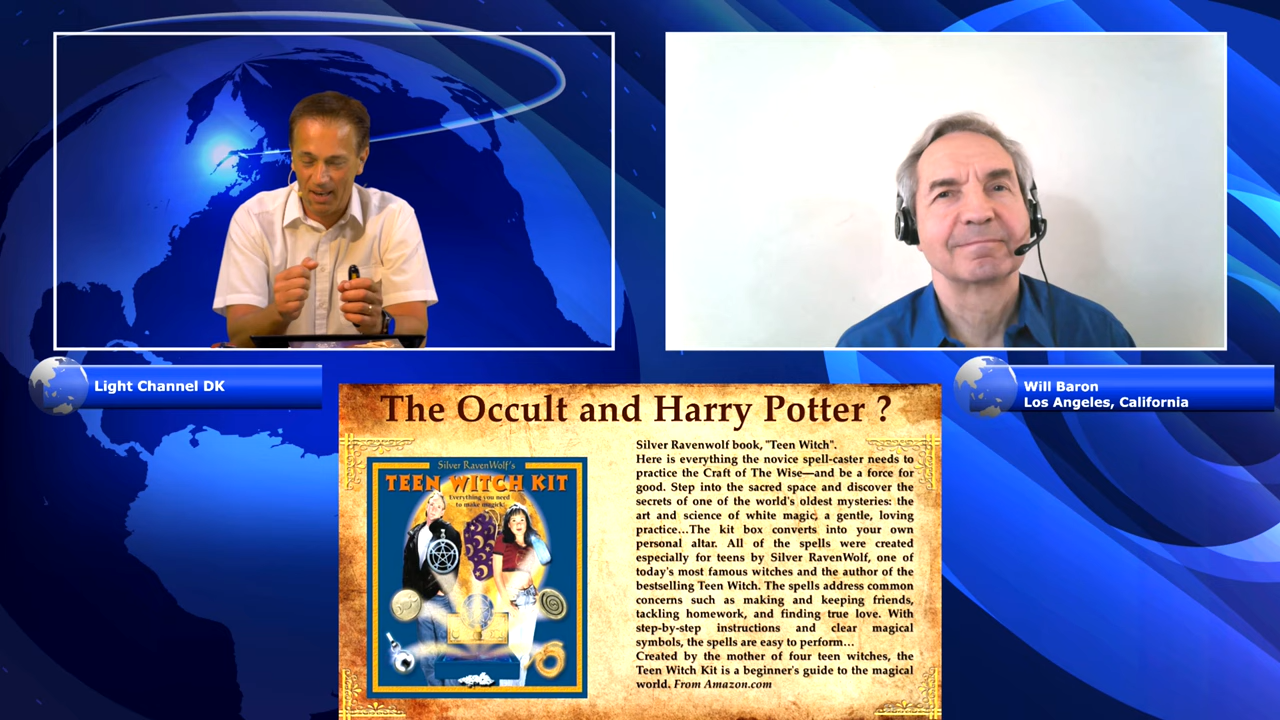 Light Channel DK
Will Baron
Los Angeles, California
The Occult and Harry Potter ?
Silver RavenWolf's
TEEN WITCH KIT
Everything you need
to make magick!
Silver Ravenwolf book, "Teen Witch".
Here is everything the novice spell-caster needs to
practice the Craft of The Wise—and be a force for
good. Step into the sacred space and discover the
secrets of one of the world's oldest mysteries: the
art and science of white magic, a gentle, loving
practice…The kit box converts into your own
personal altar. All of the spells were created
especially for teens by Silver RavenWolf, one of
today's most famous witches and the author of the
bestselling Teen Witch. The spells address common
concerns such as making and keeping friends,
tackling homework, and finding true love. With
step-by-step instructions and clear magical
symbols, the spells are easy to perform…
Created by the mother of four teen witches, the
Teen Witch Kit is a beginner's guide to the magical
world. From Amazon.com